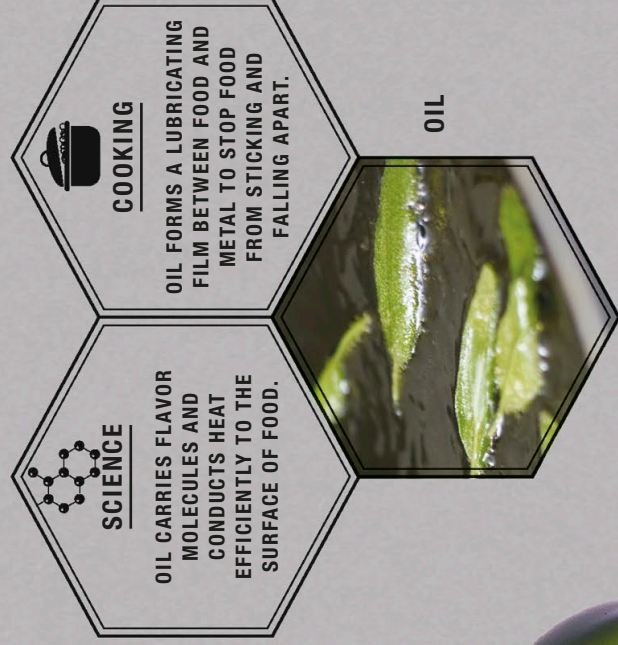 SCIENCE
OIL CARRIES FLAVOR
MOLECULES AND
CONDUCTS HEAT
EFFICIENTLY TO THE
SURFACE OF FOOD.
COOKING
OIL FORMS A LUBRICATING
FILM BETWEEN FOOD AND
METAL TO STOP FOOD
FROM STICKING AND
FALLING APART.
OIL